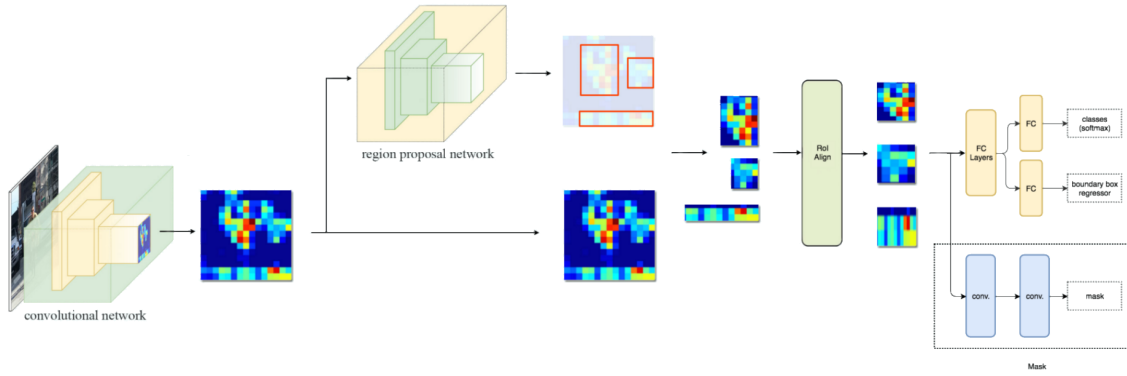 region proposal network
convolutional network
RoI
Align
FC
Layers
FC
classes
(softmax)
FC
boundary box
regressor
conv.
conv.
mask
Mask